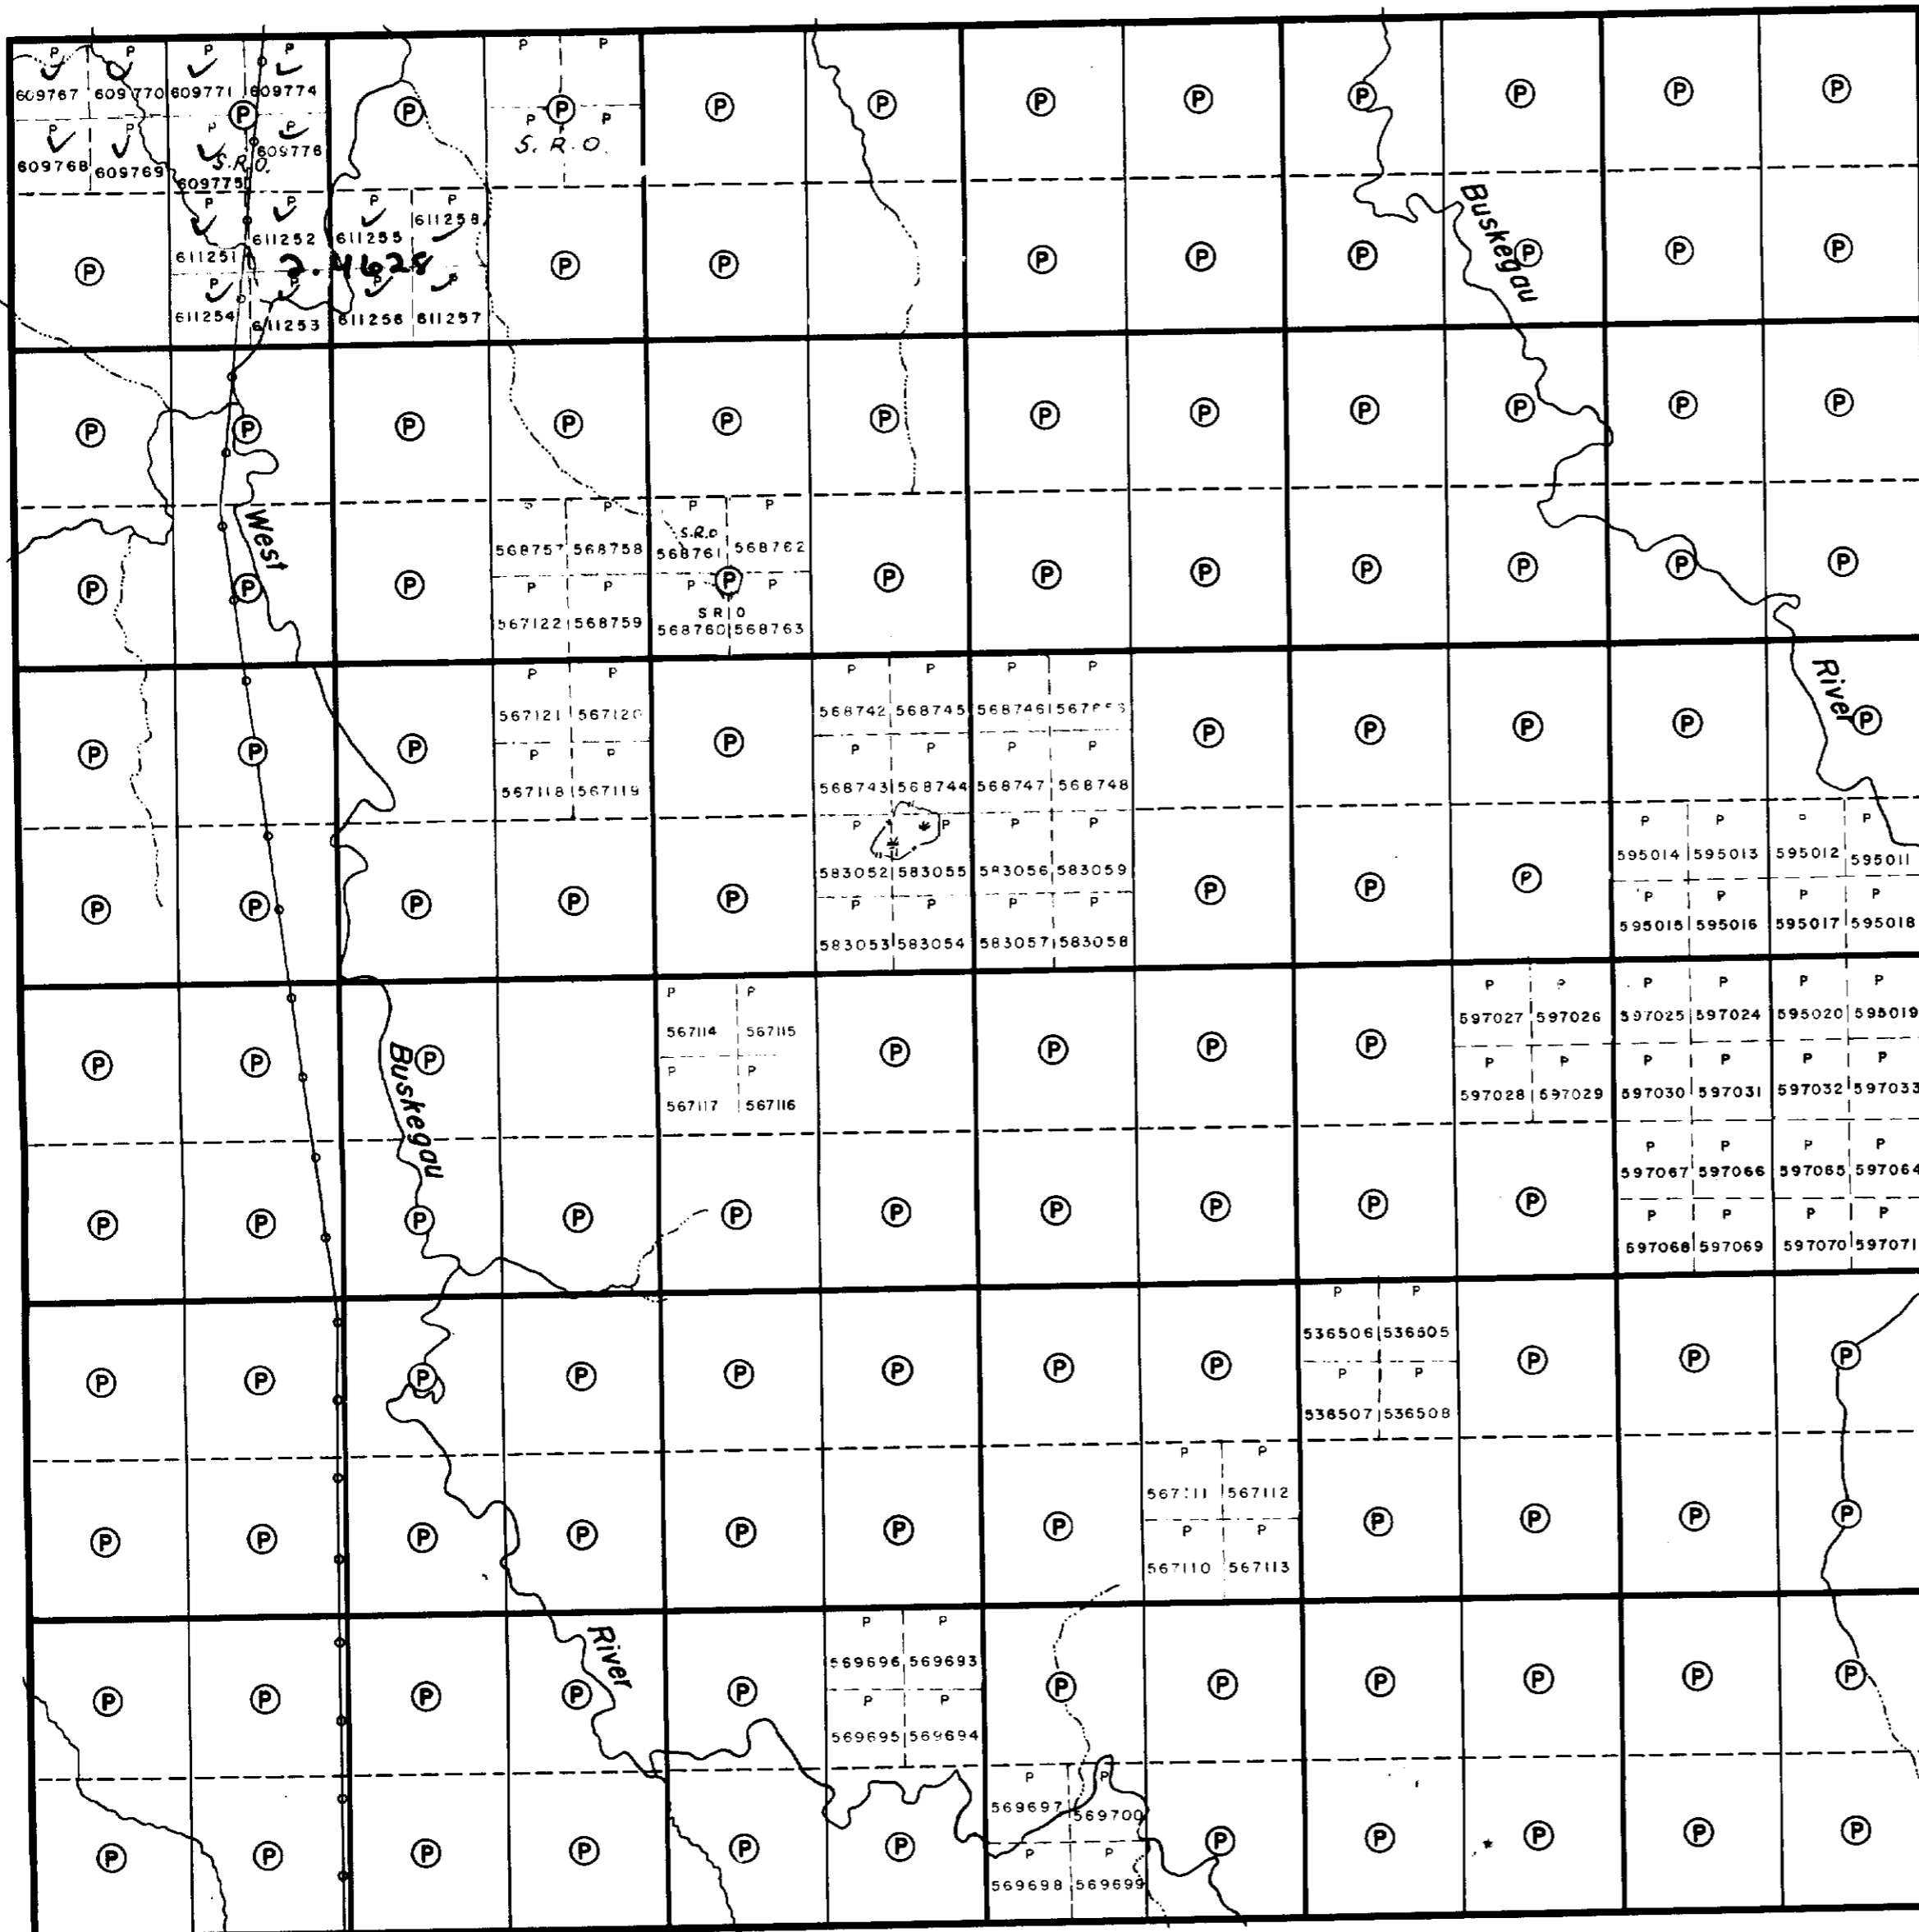 P P P P P P
609767 609770 609771 609774
Ⓟ Ⓟ Ⓟ Ⓟ Ⓟ Ⓟ Ⓟ Ⓟ Ⓟ Ⓟ Ⓟ
P P P P P P
609768 609769 609775 609776
S.R.O. S.R.O.
P P P P
611251 611252 611255 611258
2.4628
Ⓟ Ⓟ Ⓟ Ⓟ Ⓟ Ⓟ Ⓟ Ⓟ Ⓟ
Buskegau
P P P P
611254 611253 611256 611257
Ⓟ Ⓟ Ⓟ Ⓟ Ⓟ Ⓟ Ⓟ Ⓟ Ⓟ Ⓟ Ⓟ Ⓟ
West
P P P P
S.R.O
568757 568758 568761 568762
Ⓟ Ⓟ Ⓟ Ⓟ Ⓟ Ⓟ Ⓟ Ⓟ Ⓟ Ⓟ Ⓟ
P P P P
S R O
567122 568759 568760 568763
P P P P P P
567121 567120 568742 568745 568746
River
Ⓟ Ⓟ Ⓟ Ⓟ Ⓟ Ⓟ Ⓟ Ⓟ Ⓟ
P P P P P P
567118 567119 568743 568744 568747 568748
P P P P P P P P
583052 583055 583056 583059 595014 595013 595012 595011
Ⓟ Ⓟ Ⓟ Ⓟ Ⓟ Ⓟ Ⓟ Ⓟ
P P P P P P P P
583053 583054 583057 583058 595015 595016 595017 595018
P P P P P P P P
567114 567115 597027 597026 597025 597024 595020 595019
Ⓟ Ⓟ Ⓟ Ⓟ Ⓟ Ⓟ Ⓟ
Buskegau
P P P P P P P P
567117 567116 597028 597029 597030 597031 597032 597033
P P P P
597067 597066 597065 597064
Ⓟ Ⓟ Ⓟ Ⓟ Ⓟ Ⓟ Ⓟ Ⓟ Ⓟ Ⓟ
P P P P
597068 597069 597070 597071
P P
536506 536505
Ⓟ Ⓟ Ⓟ Ⓟ Ⓟ Ⓟ Ⓟ Ⓟ Ⓟ Ⓟ Ⓟ
P P
536507 536508
P P
567111 567112
Ⓟ Ⓟ Ⓟ Ⓟ Ⓟ Ⓟ Ⓟ Ⓟ Ⓟ Ⓟ Ⓟ
P P
567110 567113
P P
569696 569693
River
Ⓟ Ⓟ Ⓟ Ⓟ Ⓟ Ⓟ Ⓟ Ⓟ Ⓟ Ⓟ Ⓟ
P P
569695 569694
P P
569697 569700
Ⓟ Ⓟ Ⓟ Ⓟ Ⓟ Ⓟ Ⓟ Ⓟ Ⓟ Ⓟ Ⓟ
P P
569698 569699